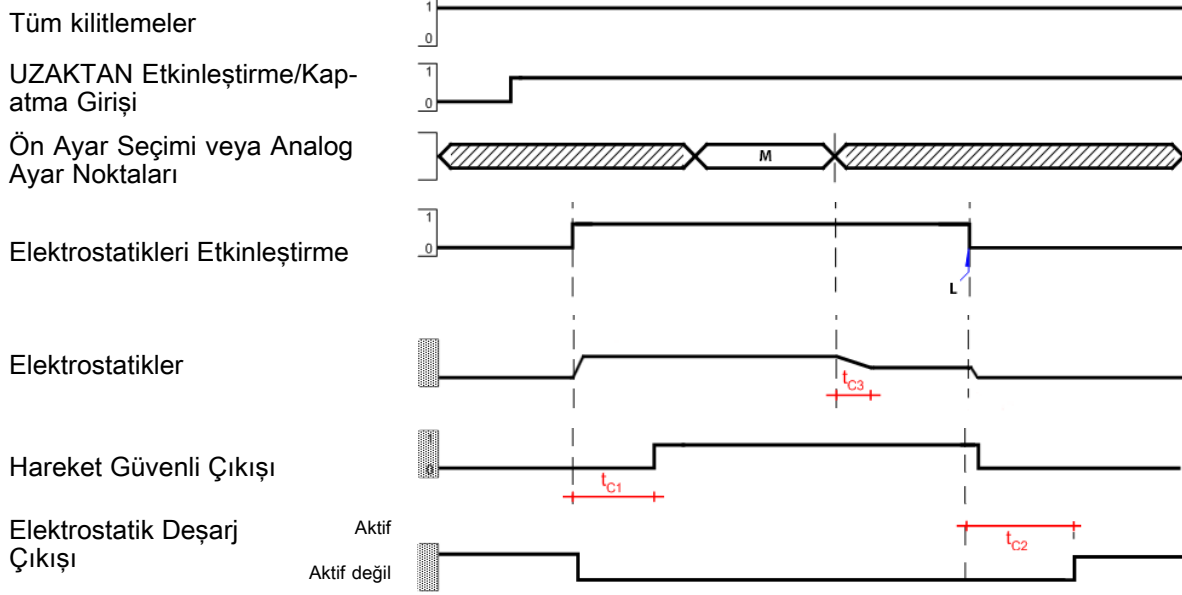 Tüm kilitlemeler
1
0
UZAKTAN Etkinleştirme/Kap-
atma Girişi
1
0
Ön Ayar Seçimi veya Analog
Ayar Noktaları
M
Elektrostatikleri Etkinleştirme
1
0
L
Elektrostatikler
tC3
Hareket Güvenli Çıkışı
1
0
tC1
Elektrostatik Deşarj
Çıkışı
Aktif
Aktif değil
tC2